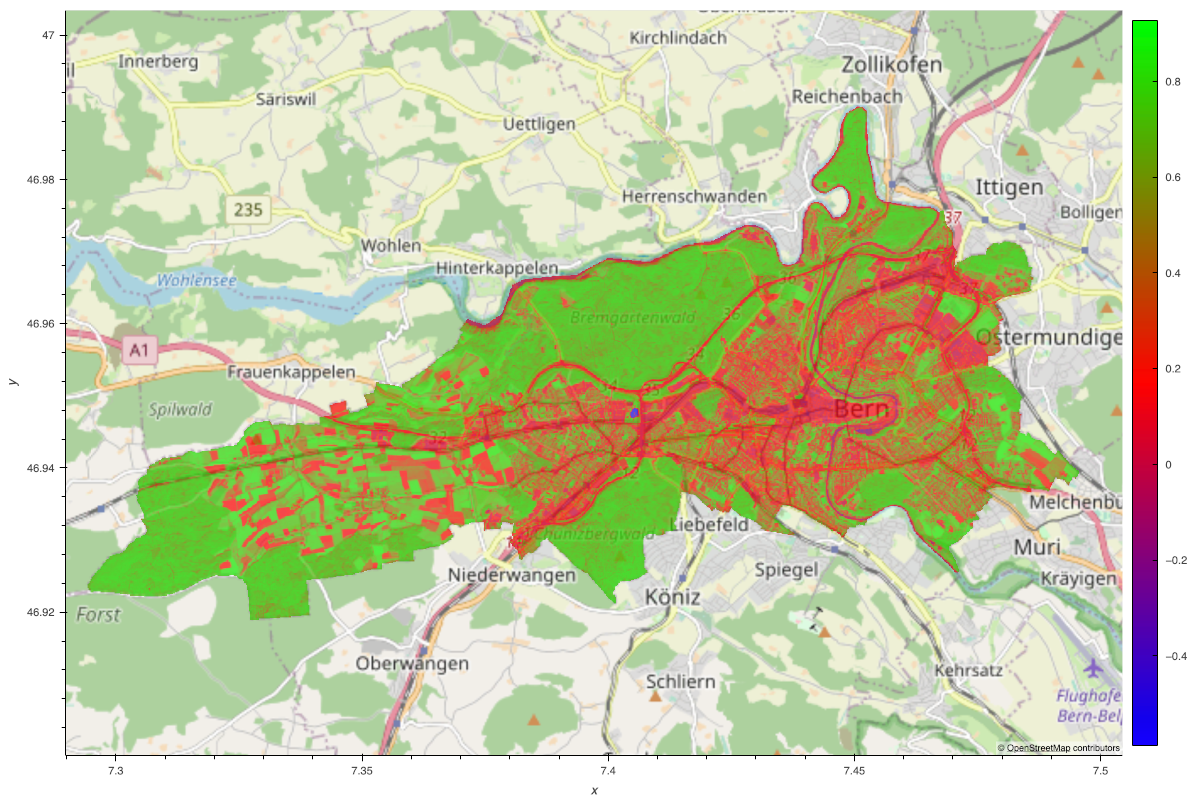 Kirchlindach
47
Innerberg
Zollikofen
0.8
Reichenbach
Säriswil
Uettligen
46.98
0.6
Ittigen
Herrenschwanden
235
Bolligen
37
Wohlen
Hinterkappelen
0.4
Wohlensee
46.96
Bremgartenwald
36
Ostermundige
A1
Frauenkappelen
0.2
y
Spilwald
Bern
46.94
0
Melchenbu
Liebefeld
Könizbergwald
Muri
Spiegel
Niederwangen
Kräyigen
−0.2
Köniz
46.92
Forst
Oberwangen
Kehrsatz
Schliern
−0.4
Flughafe
Bern-Bel
© OpenStreetMap contributors
7.3
7.35
7.4
7.45
7.5
x